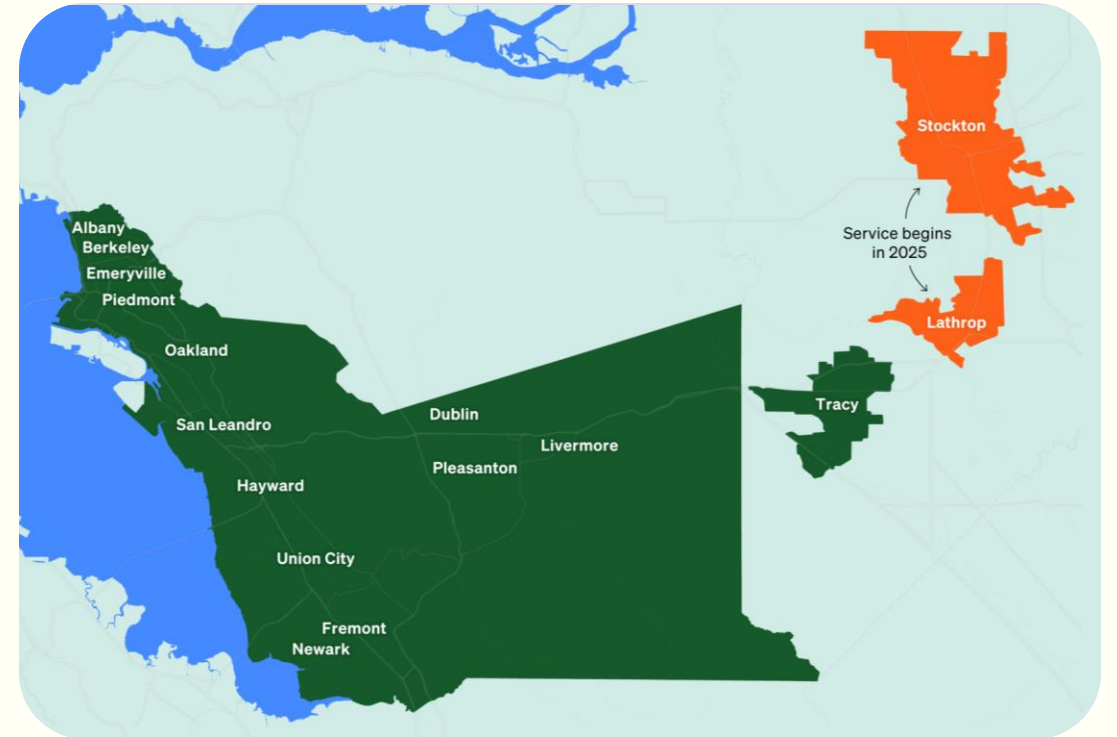 Stockton
Albany
Berkeley
Service begins
in 2025
Emeryville
Piedmont
Lathrop
Oakland
Tracy
Dublin
San Leandro
Livermore
Pleasanton
Hayward
Union City
Fremont
Newark